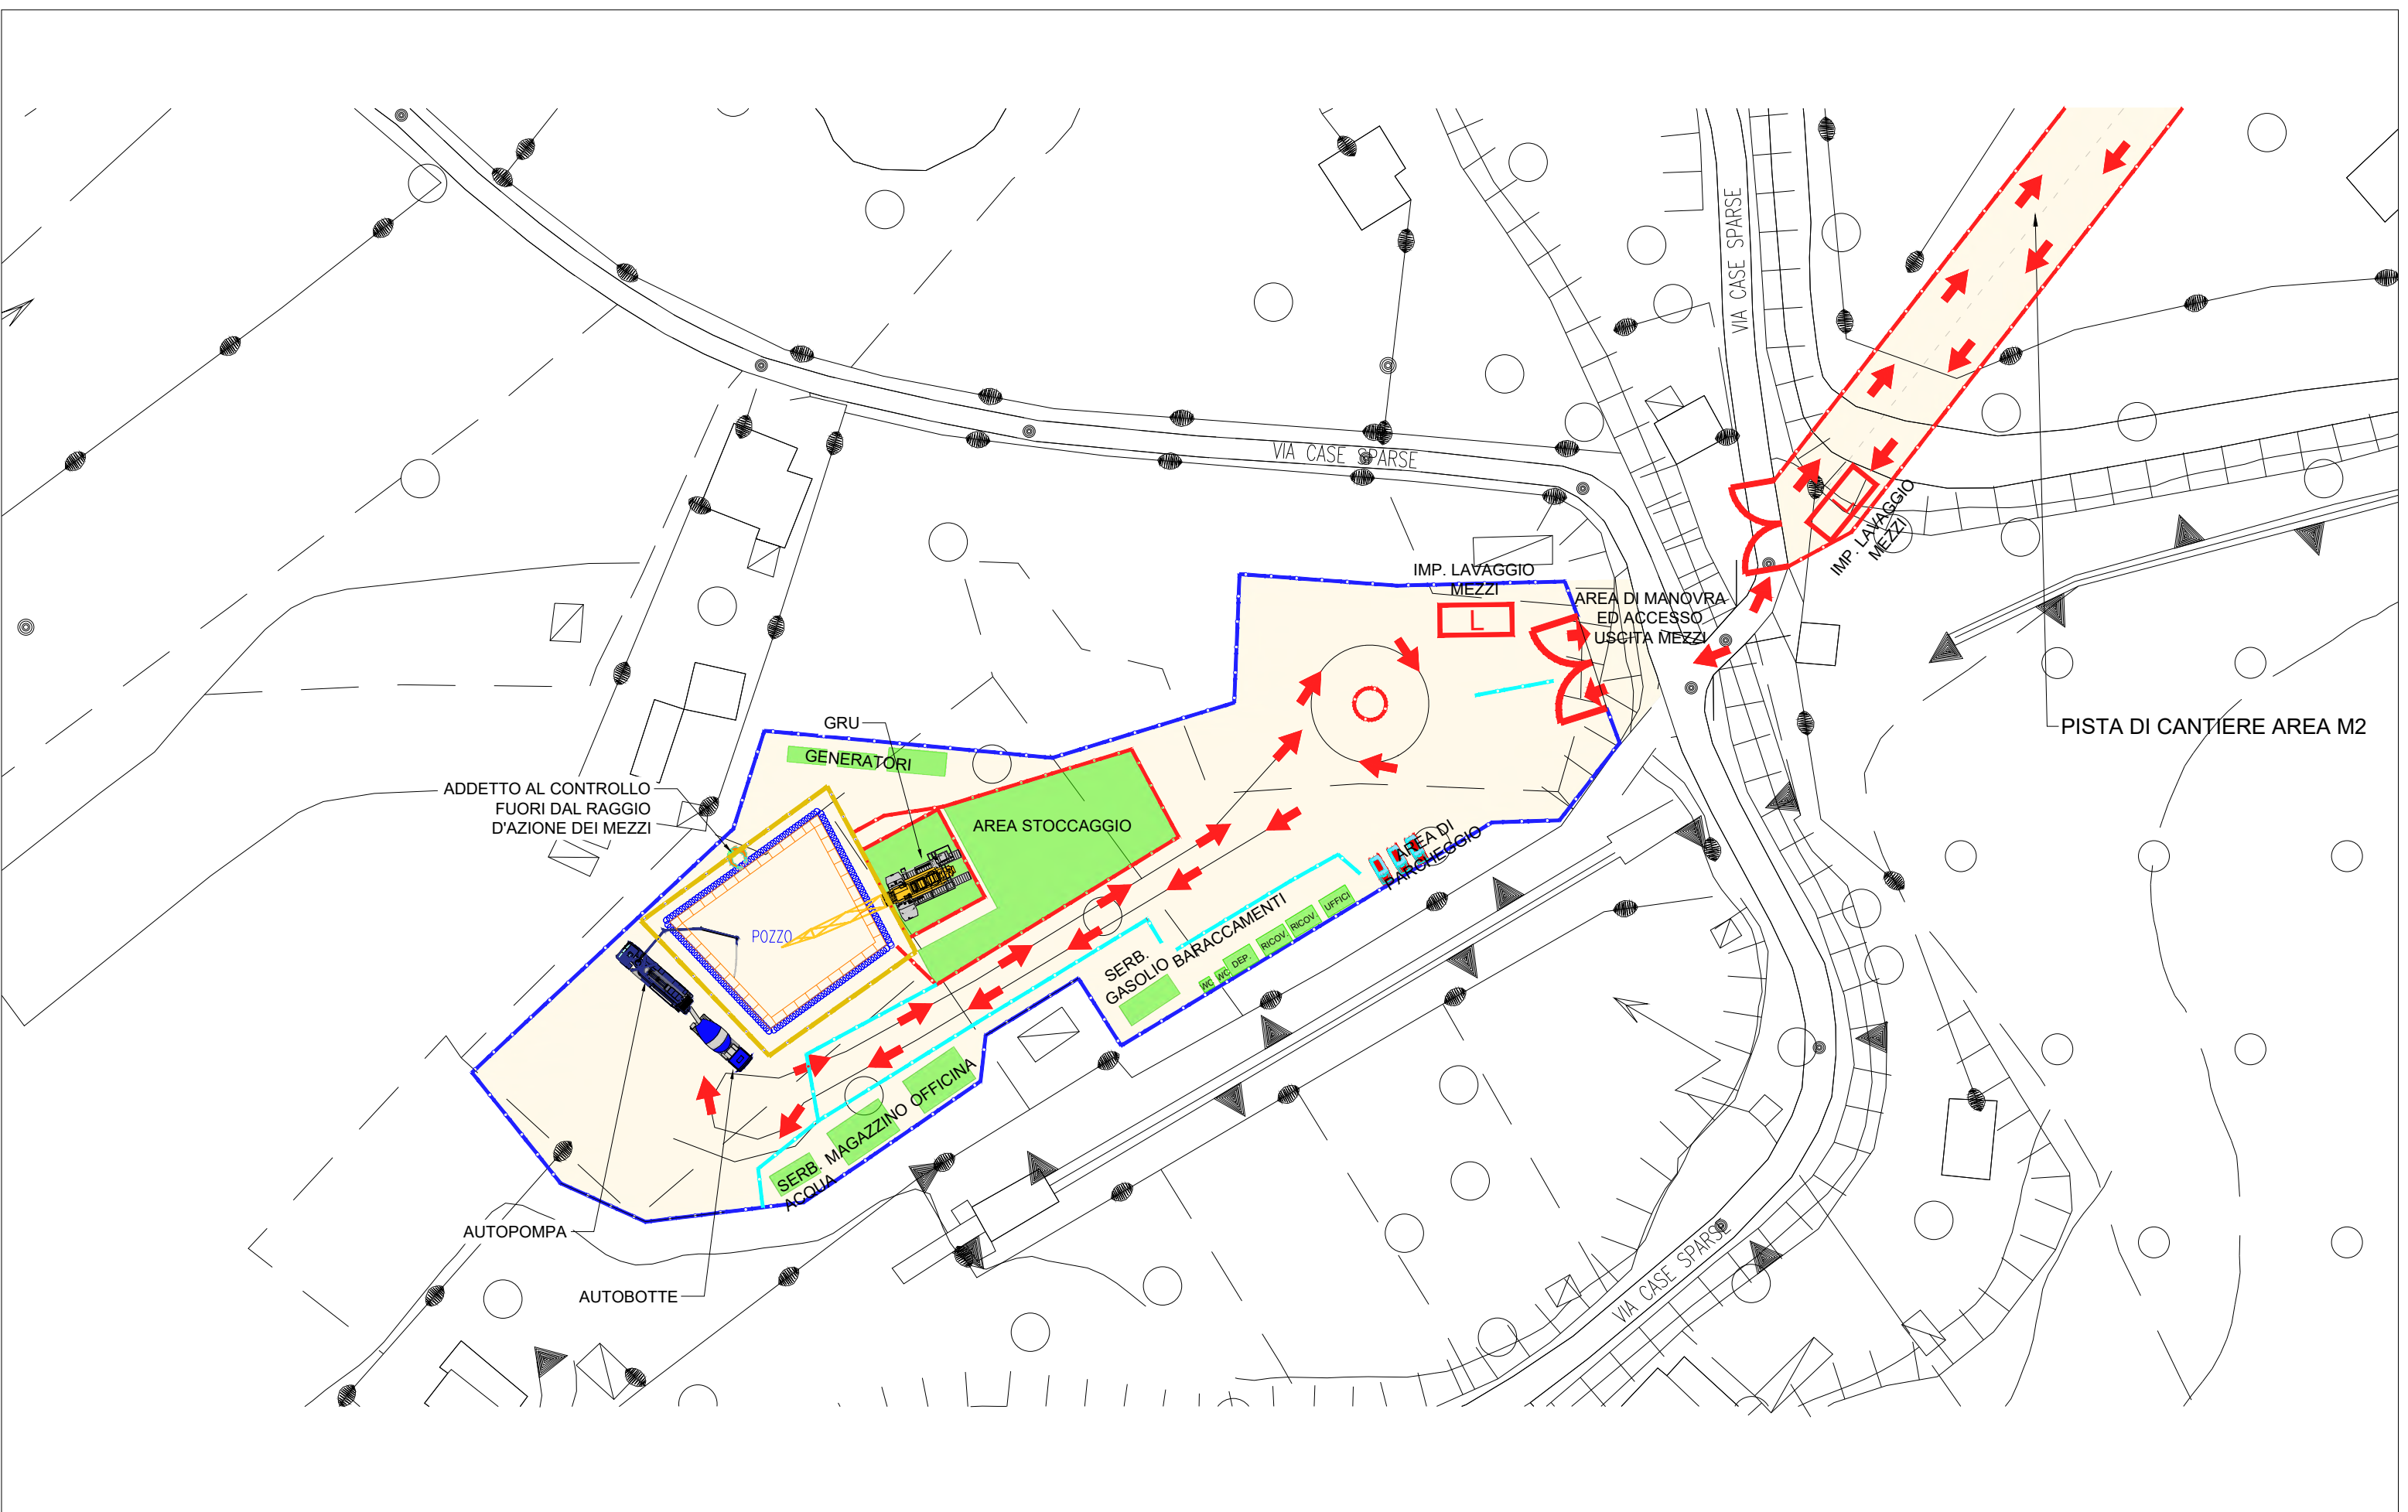 VIA CASE SPARSE
VIA CASE SPARSE
IMP. LAVAGGIO
MEZZI
L
IMP. LAVAGGIO
MEZZI
L
AREA DI MANOVRA
ED ACCESSO
USCITA MEZZI
PISTA DI CANTIERE AREA M2
GRU
GENERATORI
ADDETTO AL CONTROLLO
FUORI DAL RAGGIO
D'AZIONE DEI MEZZI
AREA STOCCAGGIO
AREA DI
PARCHEGGIO
POZZO
BARACCAMENTI
UFFICI
RICOV.
RICOV.
DEP.
WC
WC
SERB.
GASOLIO
OFFICINA
MAGAZZINO
SERB.
ACQUA
AUTOPOMPA
AUTOBOTTE
VIA CASE SPARSE